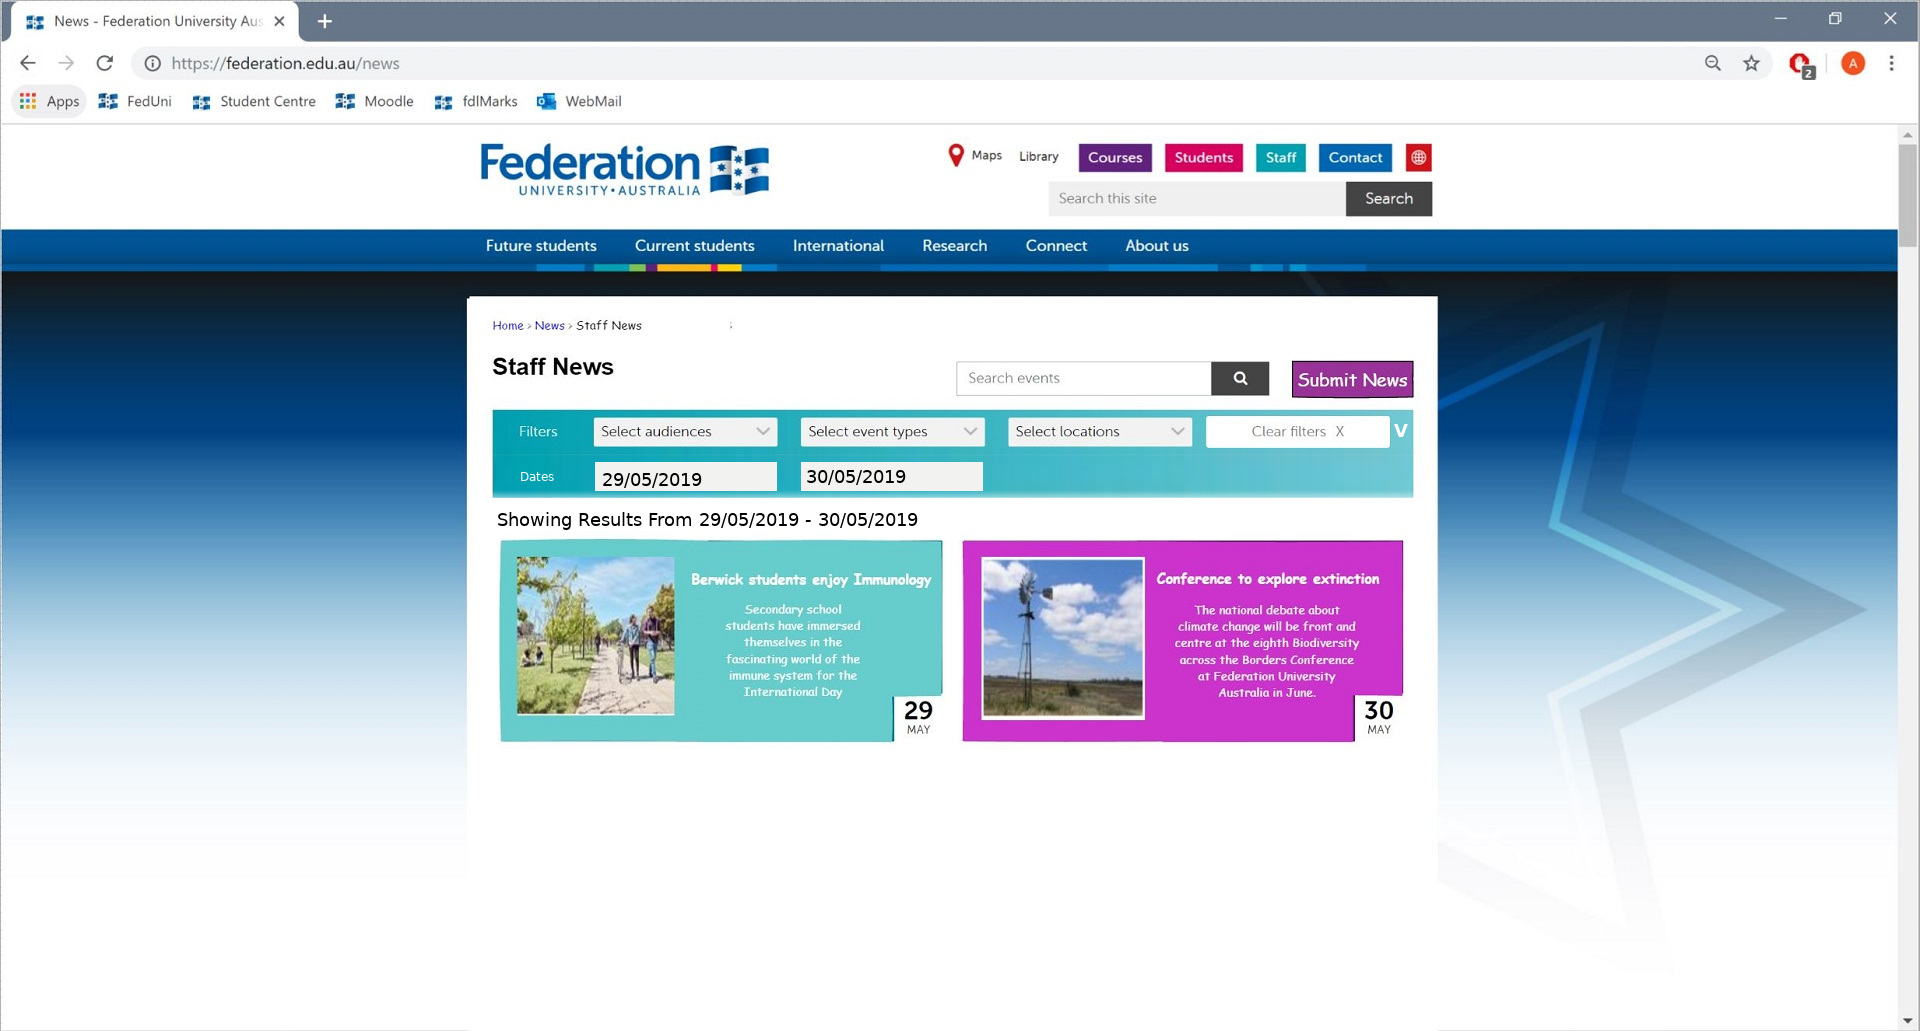 News - Federation University Aus
https://federation.edu.au/news
2
A
Apps FedUni Student Centre Moodle fdlMarks WebMail
Federation
UNIVERSITY • AUSTRALIA
Maps Library Courses Students Staff Contact
Search this site Search
Future students Current students International Research Connect About us
Home › News › Staff News
Staff News
Search events
Submit News
Filters Select audiences Select event types Select locations Clear filters X V
Dates 29/05/2019 30/05/2019
Showing Results From 29/05/2019 - 30/05/2019
Berwick students enjoy Immunology
Secondary school
students have immersed
themselves in the
fascinating world of the
immune system for the
International Day
29
MAY
Conference to explore extinction
The national debate about
climate change will be front and
centre at the eighth Biodiversity
across the Borders Conference
at Federation University
Australia in June.
30
MAY